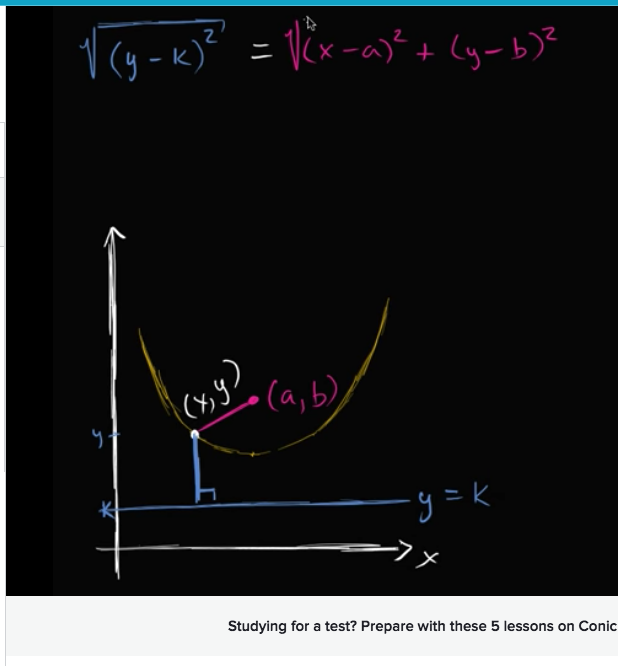 √(y-k)² = √(x-a)² + (y-b)²
(x,y)
(a,b)
y
k
y = k
x
Studying for a test? Prepare with these 5 lessons on Conic